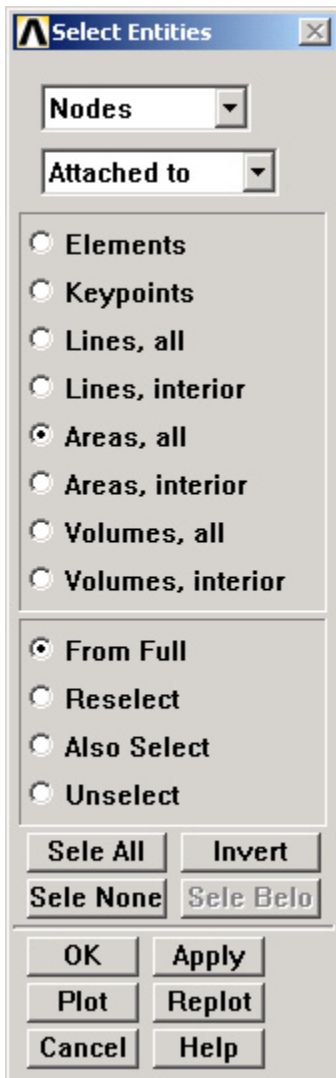 Select Entities
Nodes
Attached to
Elements
Keypoints
Lines, all
Lines, interior
Areas, all
Areas, interior
Volumes, all
Volumes, interior
From Full
Reselect
Also Select
Unselect
Sele All Invert
Sele None Sele Belo
OK Apply
Plot Replot
Cancel Help